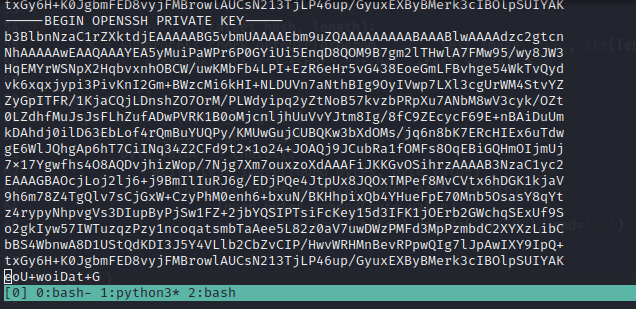 txGy6H+K0JgbmFED8vyjFMBrowlAUCsN213TjLP46up/GyuxEXByBMerk3cIBOlpSUIYAK
-----BEGIN OPENSSH PRIVATE KEY-----
b3BlbnNzaC1rZXktdjEAAAAABG5vbmUAAAAEbm9uZQAAAAAAAAABAAABlwAAAAdzc2gtcn
NhAAAAAwEAAQAAAYEA5yMuiPaWPr6P0GYiUi5EnqD8QOM9B7gm2lTHwlA7FMw95/wy8JW3
HqEMYrWSNpX2HqbvxnhOBCW/uwKMbFb4LPI+EzR6eHr5vG438EoeGmLFBvhge54WkTvQyd
vk6xqxjypi3PivKnI2Gm+BWzcMi6kHI+NLDUVn7aNthBIg9OyIVwp7LXl3cgUrWM4StvYZ
ZyGpITFR/1KjaCQjLDnshZO7OrM/PLWdyipq2yZtNoB57kvzbPRpXu7ANbM8wV3cyk/OZt
0LZdhfMuJsJsFLhZufADwPVRK1B0oMjcnljhUuVvYJtm8Ig/8fC9ZEcycF69E+nBAiDuUm
kDAhdj0ilD63EbLof4rQmBuYUQPy/KMUwGujCUBQKw3bXdOMs/jq6n8bK7ERcHIEx6uTdw
gE6WlJQhgAp6hT7CiINq34Z2CFd9t2×1o24+JOAQj9JCubRa1fOMFs8OqEBiGQHmOIjmUj
7×17Ygwfhs4O8AQDvjhizWop/7Njg7Xm7ouxzoXdAAAFiJKKGvOSihrzAAAAB3NzaC1yc2
EAAAGBAOcjLoj2lj6+j9BmIlIuRJ6g/EDjPQe4JtpUx8JQOxTMPef8MvCVtx6hDGK1kjaV
9h6m78Z4TgQlv7sCjGxW+CzyPhM0enh6+bxuN/BKHhpixQb4YHueFpE70Mnb5OsasY8qYt
z4rypyNhpvgVs3DIupByPjSw1FZ+2jbYQSIPTsiFcKey15d3IFK1jOErb2GWchqSExUf9S
o2gkIyw57IWTuzqzPzy1ncoqatsmbTaAee5L82z0aV7uwDWzPMFd3MpPzmbdC2XYXzLibC
bBS4WbnwA8D1UStQdKDI3J5Y4VLlb2CbZvCIP/HwvWRHMnBevRPpwQIg7lJpAwIXY9IpQ+
txGy6H+K0JgbmFED8vyjFMBrowlAUCsN213TjLP46up/GyuxEXByBMerk3cIBOlpSUIYAK
eoU+woiDat+G
[0] 0:bash- 1:python3* 2:bash